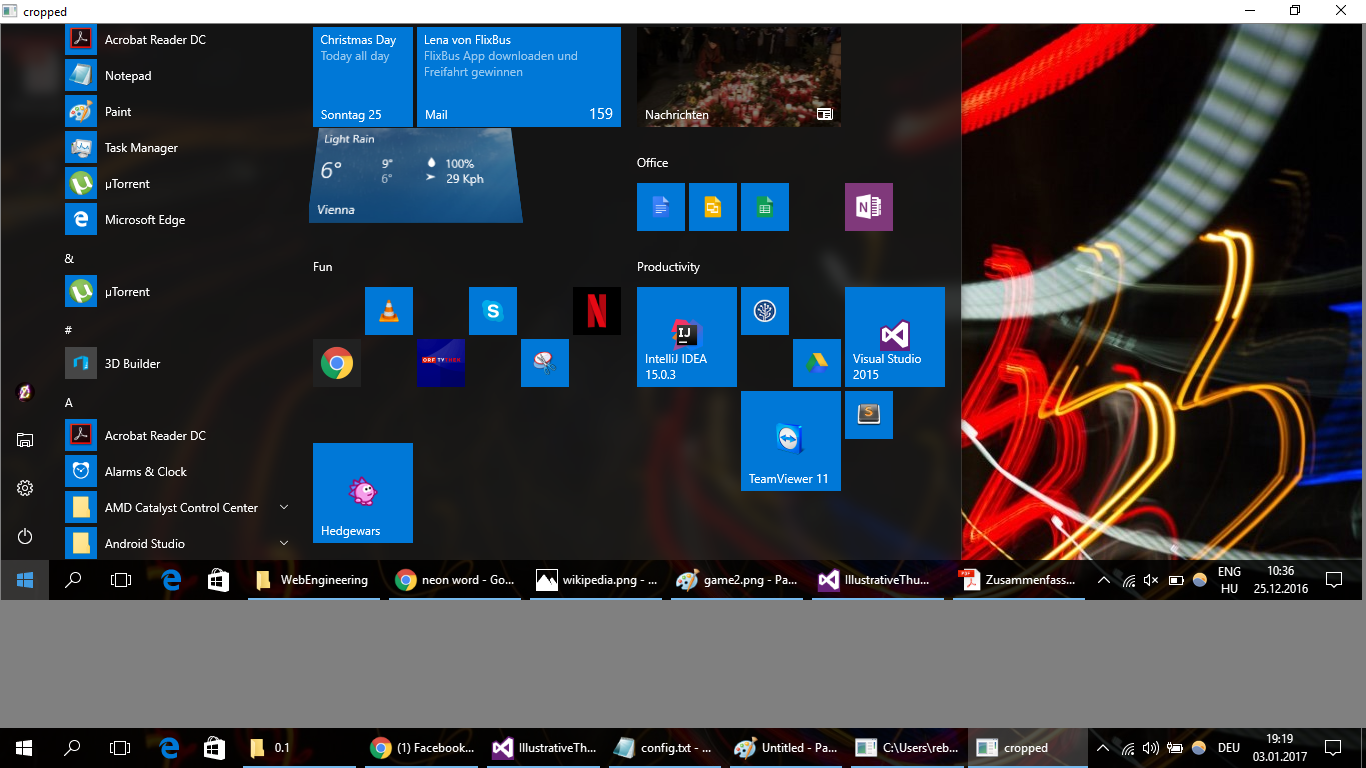 cropped
Acrobat Reader DC
Notepad
Paint
Task Manager
µTorrent
Microsoft Edge
&
µTorrent
#
3D Builder
A
Acrobat Reader DC
Alarms & Clock
AMD Catalyst Control Center
Android Studio
Christmas Day
Today all day
Sonntag 25
Lena von FlixBus
FlixBus App downloaden und
Freifahrt gewinnen
Mail 159
Light Rain
6° 9° 100%
6° 29 Kph
Vienna
Nachrichten
Office
N
Fun
S
N
ORF TVTHEK
Hedgewars
Productivity
IJ
IntelliJ IDEA
15.0.3
Visual Studio
2015
S
TeamViewer 11
WebEngineering
neon word - Go...
wikipedia.png - ...
game2.png - Pa...
IllustrativeThu...
Zusammenfass...
ENG
HU
10:36
25.12.2016
0.1
(1) Facebook...
IllustrativeTh...
config.txt - ...
Untitled - Pa...
C:\Users\reb...
cropped
DEU
19:19
03.01.2017